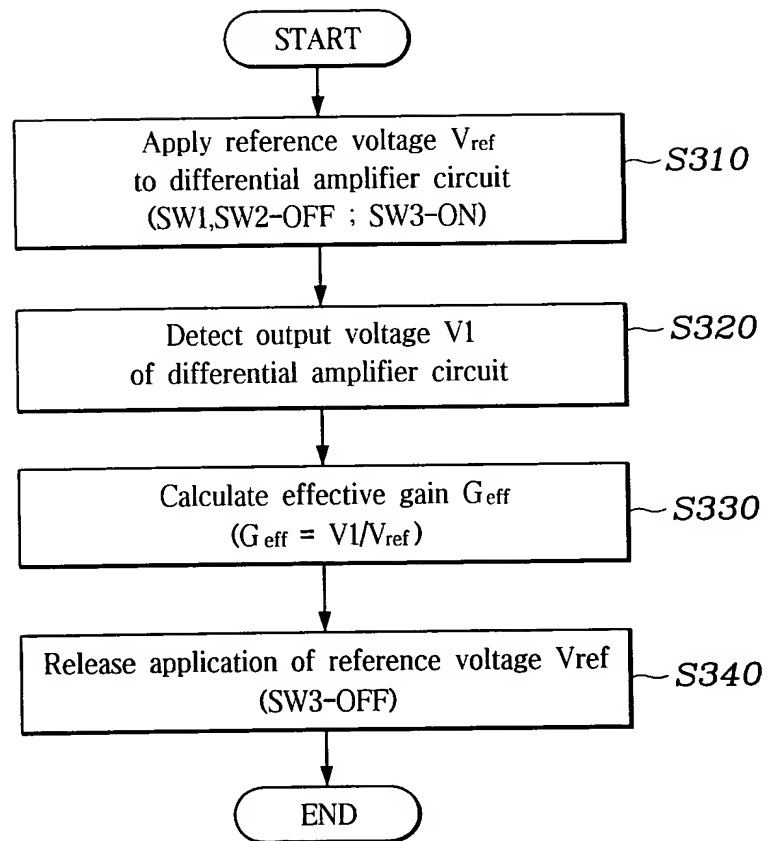 START
Apply reference voltage Vref
to differential amplifier circuit
(SW1,SW2-OFF ; SW3-ON)
S310
Detect output voltage V1
of differential amplifier circuit
S320
Calculate effective gain Geff
(Geff = V1/Vref)
S330
Release application of reference voltage Vref
(SW3-OFF)
S340
END